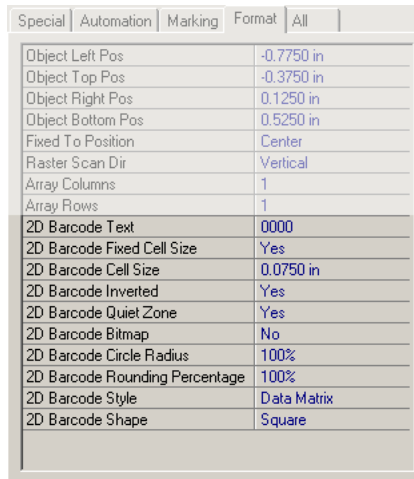 Special Automation Marking Format All
Object Left Pos -0.7750 in
Object Top Pos -0.3750 in
Object Right Pos 0.1250 in
Object Bottom Pos 0.5250 in
Fixed To Position Center
Raster Scan Dir Vertical
Array Columns 1
Array Rows 1
2D Barcode Text 0000
2D Barcode Fixed Cell Size Yes
2D Barcode Cell Size 0.0750 in
2D Barcode Inverted Yes
2D Barcode Quiet Zone Yes
2D Barcode Bitmap No
2D Barcode Circle Radius 100%
2D Barcode Rounding Percentage 100%
2D Barcode Style Data Matrix
2D Barcode Shape Square